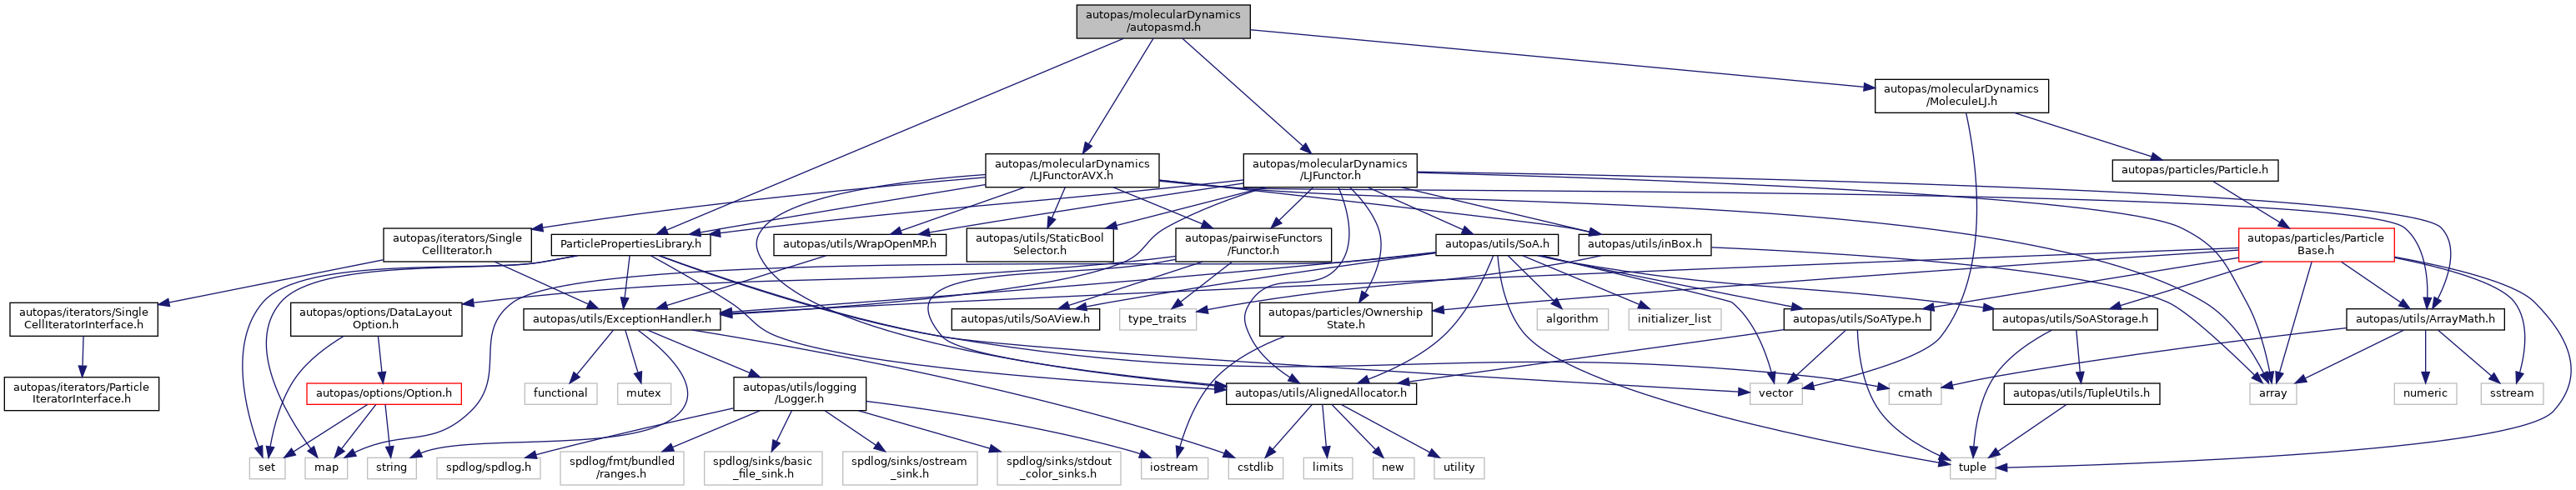 autopas/molecularDynamics
/autopasmd.h
autopas/molecularDynamics
/MoleculeLJ.h
autopas/molecularDynamics
/LJFunctorAVX.h
autopas/molecularDynamics
/LJFunctor.h
autopas/particles/Particle.h
autopas/iterators/Single
CellIterator.h
ParticlePropertiesLibrary.h
autopas/utils/WrapOpenMP.h
autopas/utils/StaticBool
Selector.h
autopas/pairwiseFunctors
/Functor.h
autopas/utils/SoA.h
autopas/utils/inBox.h
autopas/particles/Particle
Base.h
autopas/iterators/Single
CellIteratorInterface.h
autopas/options/DataLayout
Option.h
autopas/utils/ExceptionHandler.h
autopas/utils/SoAView.h
type_traits
autopas/particles/Ownership
State.h
algorithm
initializer_list
autopas/utils/SoAType.h
autopas/utils/SoAStorage.h
autopas/utils/ArrayMath.h
autopas/iterators/Particle
IteratorInterface.h
autopas/options/Option.h
functional
mutex
autopas/utils/logging
/Logger.h
autopas/utils/AlignedAllocator.h
vector
cmath
autopas/utils/TupleUtils.h
array
numeric
sstream
set
map
string
spdlog/spdlog.h
spdlog/fmt/bundled
/ranges.h
spdlog/sinks/basic
_file_sink.h
spdlog/sinks/ostream
_sink.h
spdlog/sinks/stdout
_color_sinks.h
iostream
cstdlib
limits
new
utility
tuple